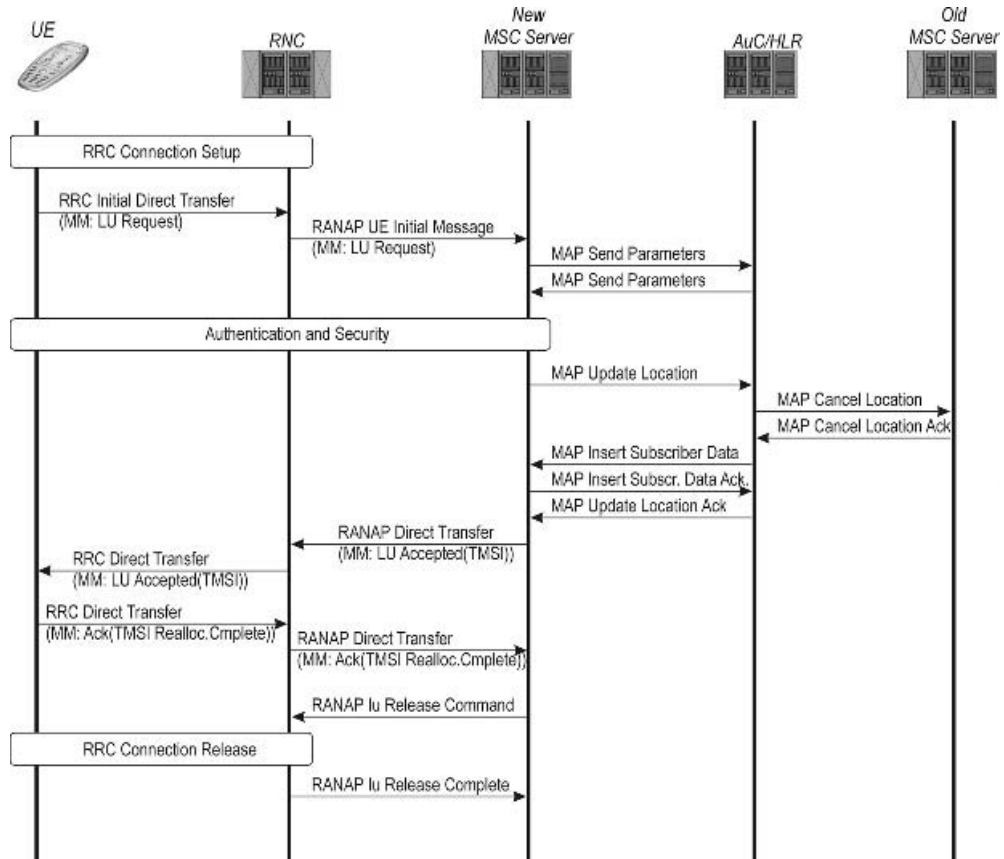 UE
RNC
New
MSC Server
AuC/HLR
Old
MSC Server
RRC Connection Setup
RRC Initial Direct Transfer
(MM: LU Request)
RANAP UE Initial Message
(MM: LU Request)
MAP Send Parameters
MAP Send Parameters
Authentication and Security
MAP Update Location
MAP Cancel Location
MAP Cancel Location Ack
MAP Insert Subscriber Data
MAP Insert Subscr. Data Ack.
MAP Update Location Ack
RANAP Direct Transfer
(MM: LU Accepted(TMSI))
RRC Direct Transfer
(MM: LU Accepted(TMSI))
RRC Direct Transfer
(MM: Ack(TMSI Realloc.Cmplete))
RANAP Direct Transfer
(MM: Ack(TMSI Realloc.Cmplete))
RANAP Iu Release Command
RRC Connection Release
RANAP Iu Release Complete